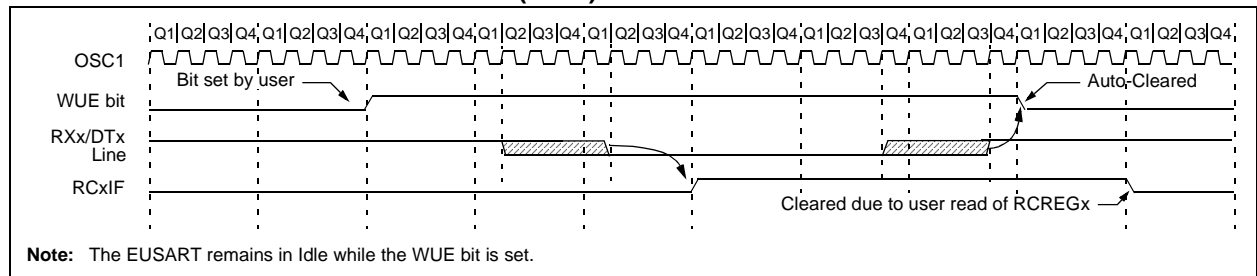 Q1 Q2 Q3 Q4 Q1 Q2 Q3 Q4 Q1 Q2 Q3 Q4 Q1 Q2 Q3 Q4 Q1 Q2 Q3 Q4 Q1 Q2 Q3 Q4 Q1 Q2 Q3 Q4 Q1 Q2 Q3 Q4 Q1 Q2 Q3 Q4 Q1 Q2 Q3 Q4
OSC1
Bit set by user
Auto-Cleared
WUE bit
RXx/DTx
Line
RCxIF
Cleared due to user read of RCREGx
Note: The EUSART remains in Idle while the WUE bit is set.